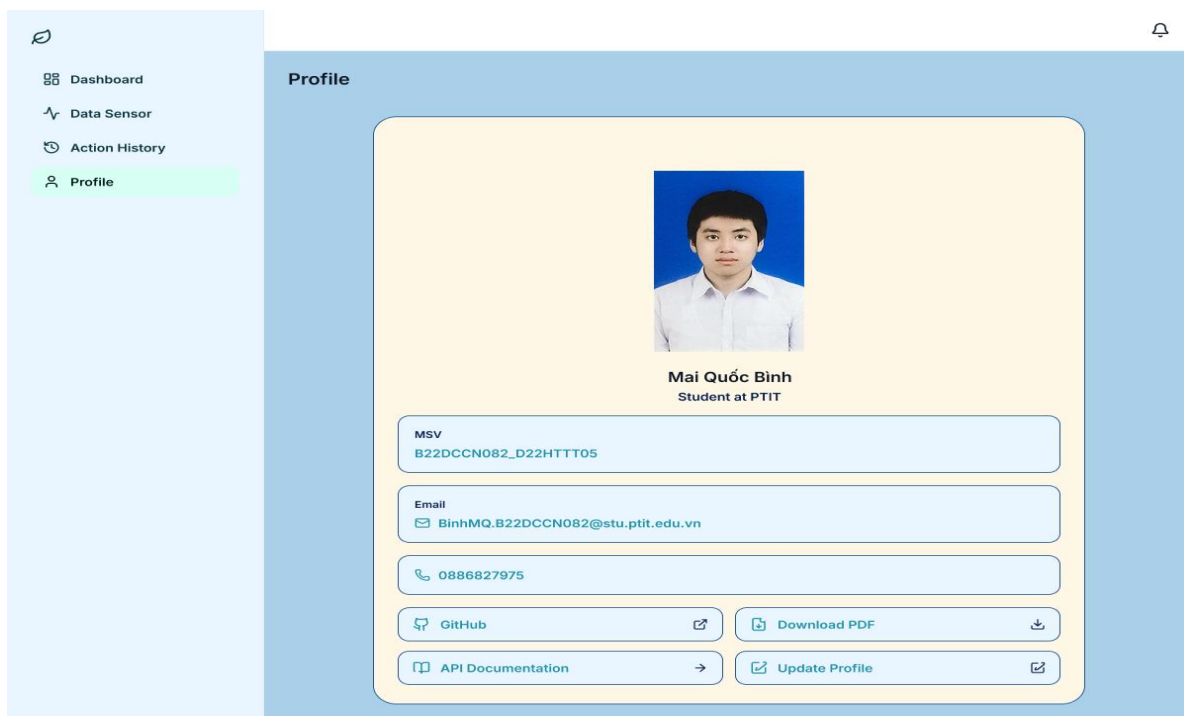 Dashboard
Data Sensor
Action History
Profile
Profile
Mai Quốc Bình
Student at PTIT
MSV
B22DCCN082_D22HTTT05
Email
BinhMQ.B22DCCN082@stu.ptit.edu.vn
0886827975
GitHub
Download PDF
API Documentation
Update Profile